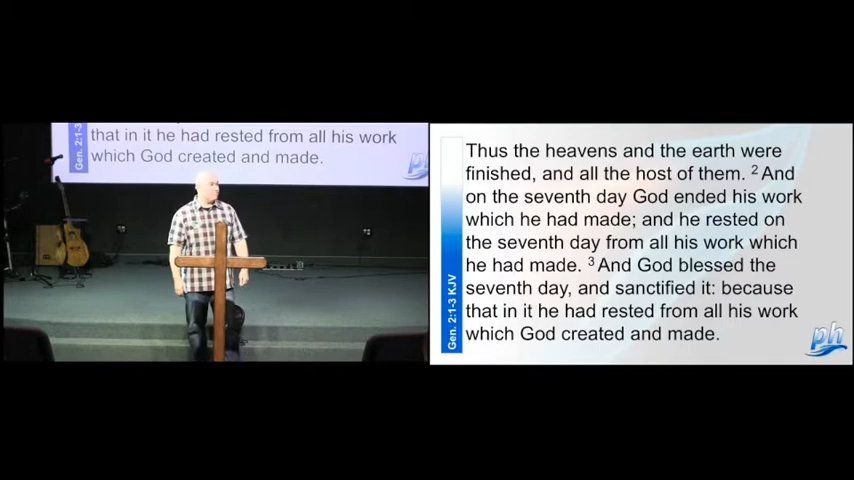 Gen. 2:1-3
that in it he had rested from all his work
which God created and made.
ph
Gen. 2:1-3 KJV
Thus the heavens and the earth were
finished, and all the host of them. 2 And
on the seventh day God ended his work
which he had made; and he rested on
the seventh day from all his work which
he had made. 3 And God blessed the
seventh day, and sanctified it: because
that in it he had rested from all his work
which God created and made.
ph